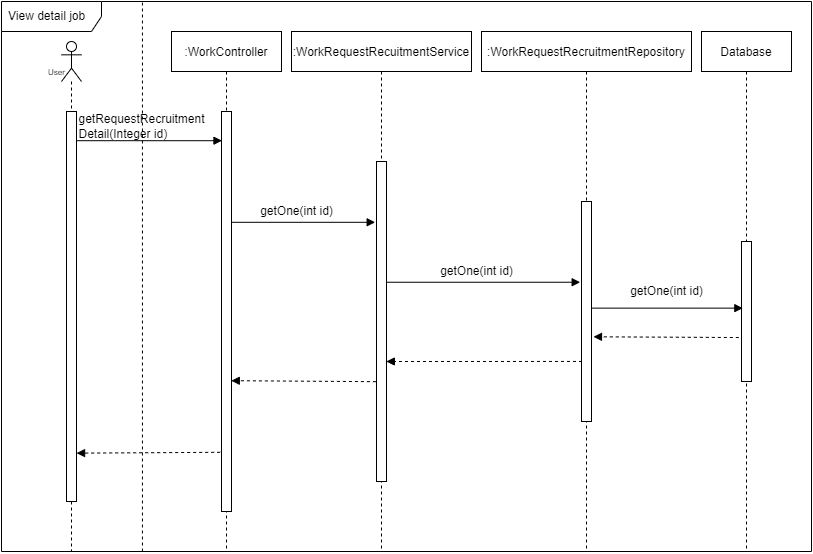 View detail job
User
:WorkController
:WorkRequestRecuitmentService
:WorkRequestRecruitmentRepository
Database
getRequestRecruitment
Detail(Integer id)
getOne(int id)
getOne(int id)
getOne(int id)